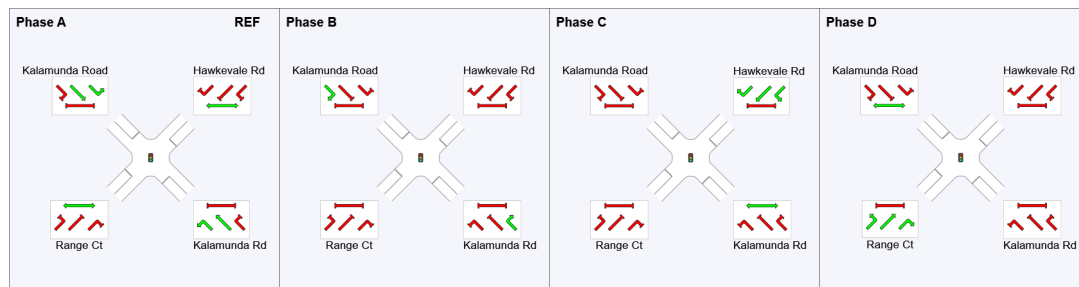 Phase A
REF
Kalamunda Road
Hawkevale Rd
Range Ct
Kalamunda Rd
Phase B
Kalamunda Road
Hawkevale Rd
Range Ct
Kalamunda Rd
Phase C
Kalamunda Road
Hawkevale Rd
Range Ct
Kalamunda Rd
Phase D
Kalamunda Road
Hawkevale Rd
Range Ct
Kalamunda Rd